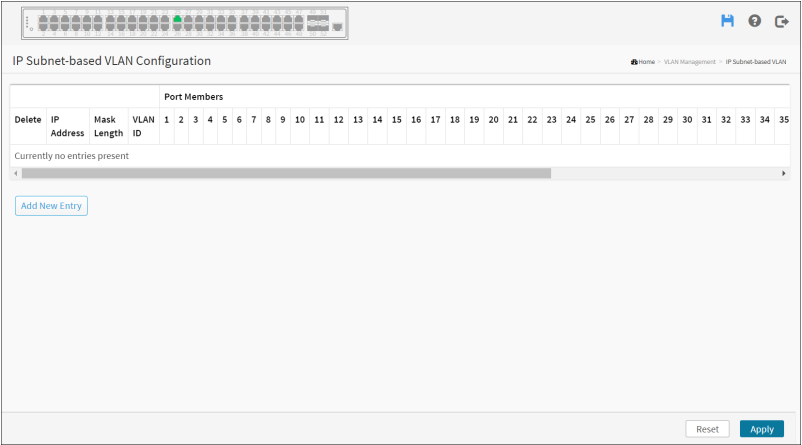 IP Subnet-based VLAN Configuration
Home > VLAN Management > IP Subnet-based VLAN
Port Members
Delete IP Address Mask Length VLAN ID 1 2 3 4 5 6 7 8 9 10 11 12 13 14 15 16 17 18 19 20 21 22 23 24 25 26 27 28 29 30 31 32 33 34 35
Currently no entries present
Add New Entry
Reset Apply